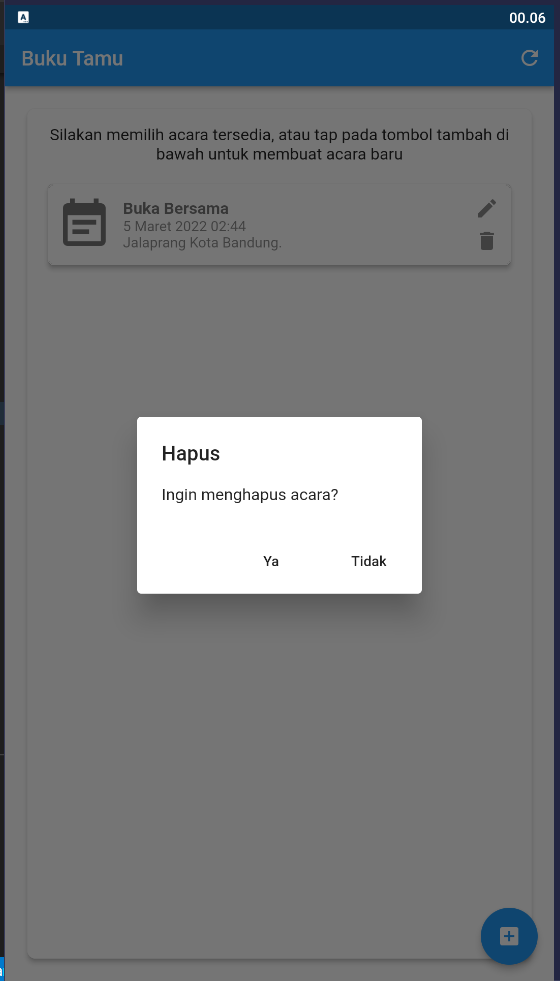 A
00.06
Buku Tamu
Silakan memilih acara tersedia, atau tap pada tombol tambah di
bawah untuk membuat acara baru
Buka Bersama
5 Maret 2022 02:44
Jalaprang Kota Bandung.
Hapus
Ingin menghapus acara?
Ya
Tidak